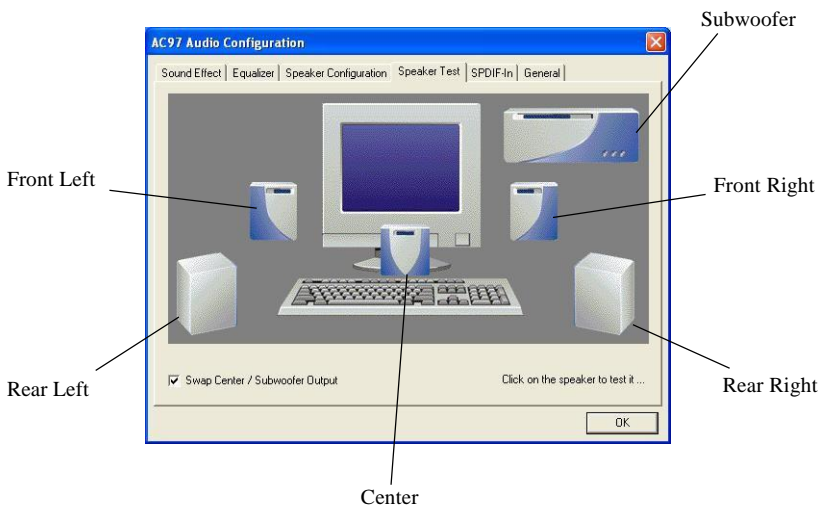 Subwoofer
AC97 Audio Configuration
Sound Effect
Equalizer
Speaker Configuration
Speaker Test
SPDIF-In
General
Front Left
Front Right
Rear Left
Rear Right
Swap Center / Subwoofer Output
Click on the speaker to test it ...
OK
Center